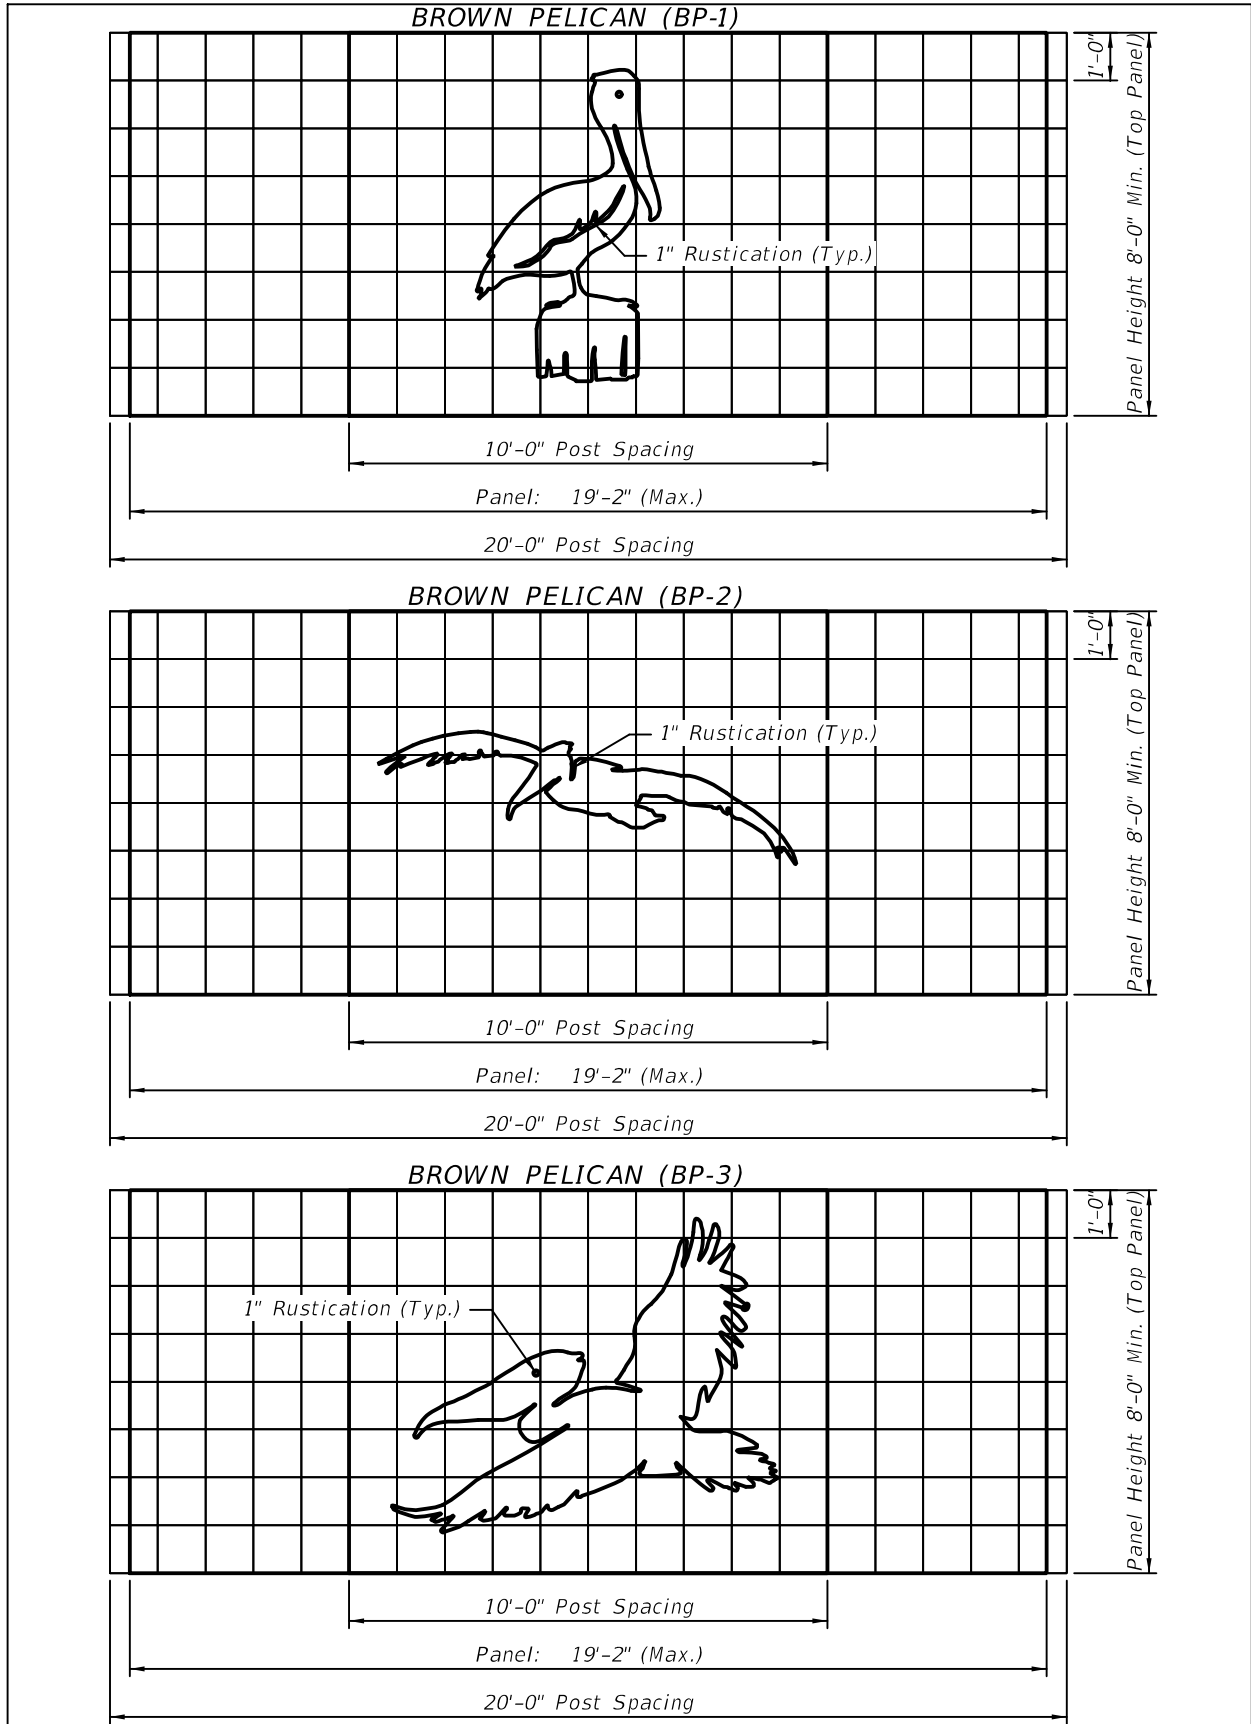 BROWN PELICAN (BP-1)
1'-0"
Panel Height 8'-0" Min. (Top Panel)
1" Rustication (Typ.)
10'-0" Post Spacing
Panel: 19'-2" (Max.)
20'-0" Post Spacing
BROWN PELICAN (BP-2)
1'-0"
Panel Height 8'-0" Min. (Top Panel)
1" Rustication (Typ.)
10'-0" Post Spacing
Panel: 19'-2" (Max.)
20'-0" Post Spacing
BROWN PELICAN (BP-3)
1'-0"
Panel Height 8'-0" Min. (Top Panel)
1" Rustication (Typ.)
10'-0" Post Spacing
Panel: 19'-2" (Max.)
20'-0" Post Spacing